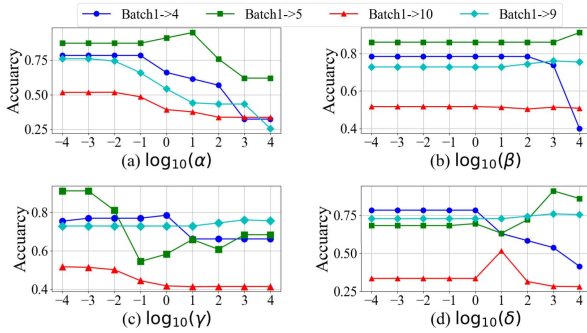 Batch1->4 Batch1->5 Batch1->10 Batch1->9
Accuarcy
0.75
0.50
0.25
−4 −3 −2 −1 0 1 2 3 4
(a) log10(α)
Accuarcy
0.8
0.6
0.4
−4 −3 −2 −1 0 1 2 3 4
(b) log10(β)
Accuarcy
0.8
0.6
0.4
−4 −3 −2 −1 0 1 2 3 4
(c) log10(γ)
Accuarcy
0.75
0.50
0.25
−4 −3 −2 −1 0 1 2 3 4
(d) log10(δ)